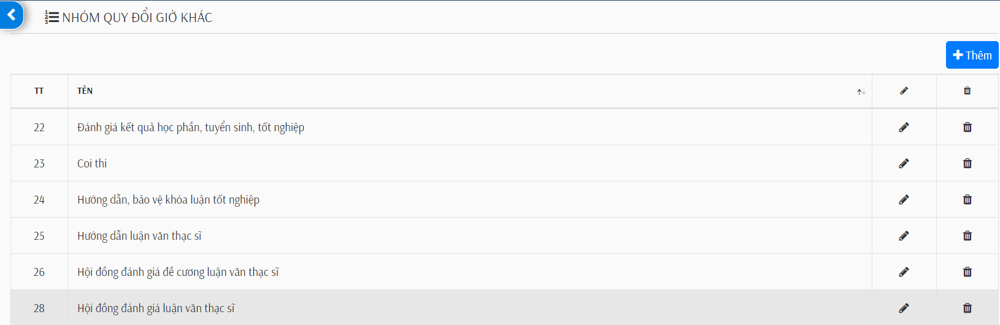 NHÓM QUY ĐỔI GIỜ KHÁC
Thêm
TT TÊN
22 Đánh giá kết quả học phần, tuyển sinh, tốt nghiệp
23 Coi thi
24 Hướng dẫn, bảo vệ khóa luận tốt nghiệp
25 Hướng dẫn luận văn thạc sĩ
26 Hội đồng đánh giá đề cương luận văn thạc sĩ
28 Hội đồng đánh giá luận văn thạc sĩ